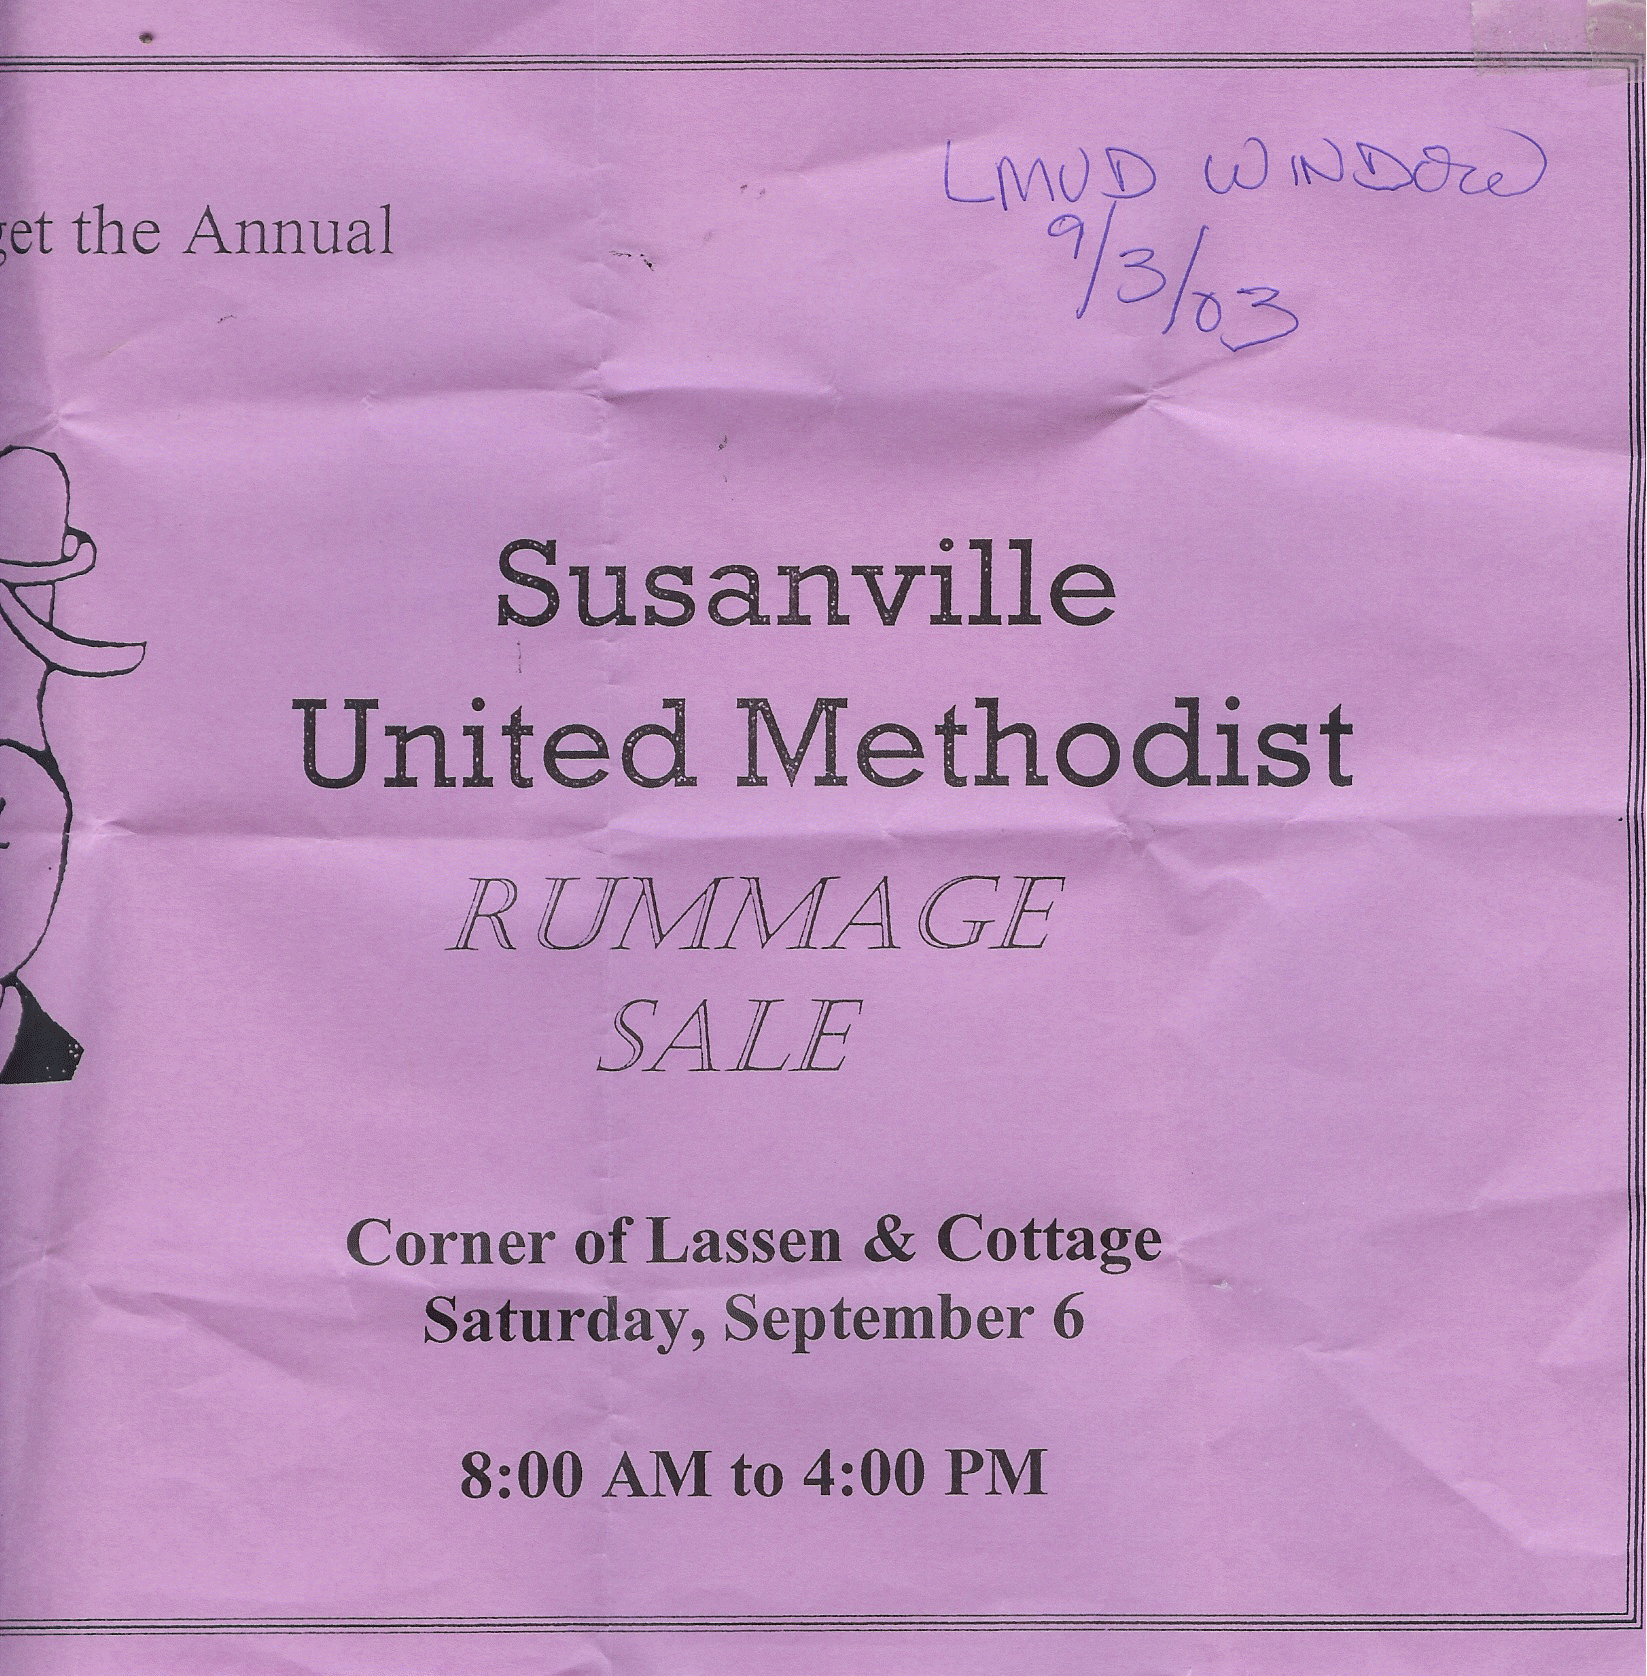 LMUD WINDOW
9/3/03
get the Annual
Susanville
United Methodist
RUMMAGE
SALE
Corner of Lassen & Cottage
Saturday, September 6
8:00 AM to 4:00 PM